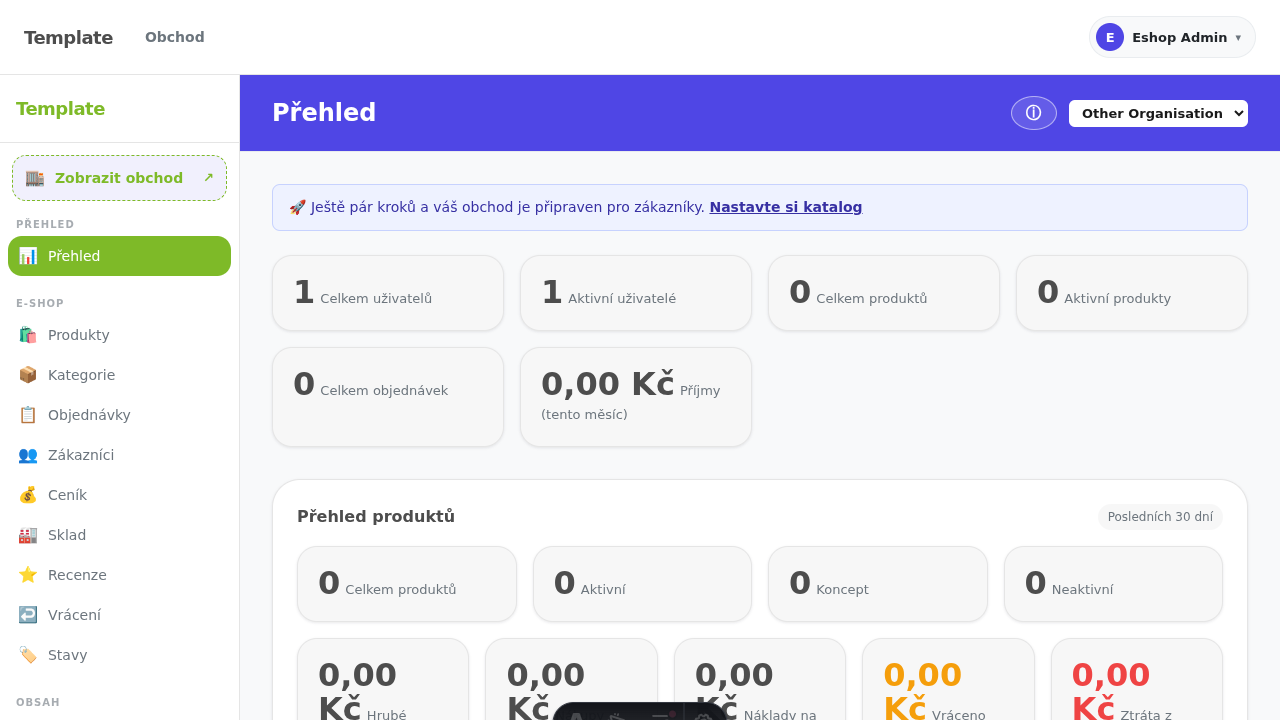 Template
Obchod
E
Eshop Admin
Template
Přehled
Other Organisation
Zobrazit obchod ↗
PŘEHLED
Přehled
E-SHOP
Produkty
Kategorie
Objednávky
Zákazníci
Ceník
Sklad
Recenze
Vrácení
Stavy
OBSAH
Ještě pár kroků a váš obchod je připraven pro zákazníky. Nastavte si katalog
1 Celkem uživatelů
1 Aktivní uživatelé
0 Celkem produktů
0 Aktivní produkty
0 Celkem objednávek
0,00 Kč Příjmy
(tento měsíc)
Přehled produktů
Posledních 30 dní
0 Celkem produktů
0 Aktivní
0 Koncept
0 Neaktivní
0,00
Kč Hrubé
0,00
Kč
0,00
Kč Náklady na
0,00
Kč Vráceno
0,00
Kč Ztráta z